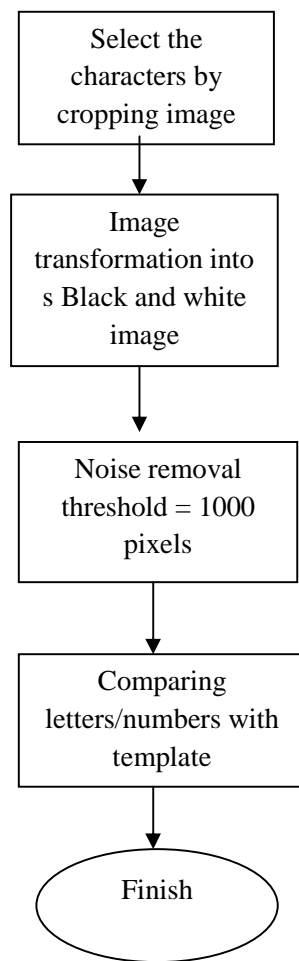 Select the
characters by
cropping image
Image
transformation into
s Black and white
image
Noise removal
threshold = 1000
pixels
Comparing
letters/numbers with
template
Finish